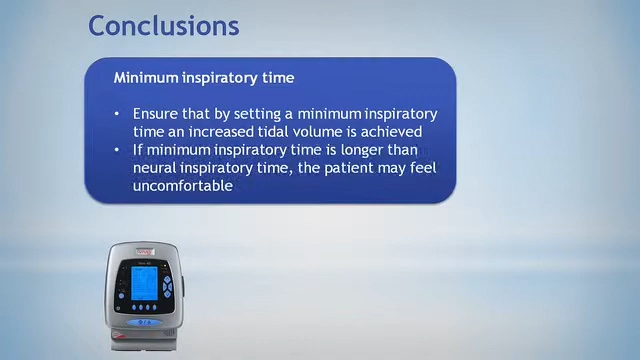 Conclusions
Minimum inspiratory time
• Ensure that by setting a minimum inspiratory
time an increased tidal volume is achieved
• If minimum inspiratory time is longer than
neural inspiratory time, the patient may feel
uncomfortable